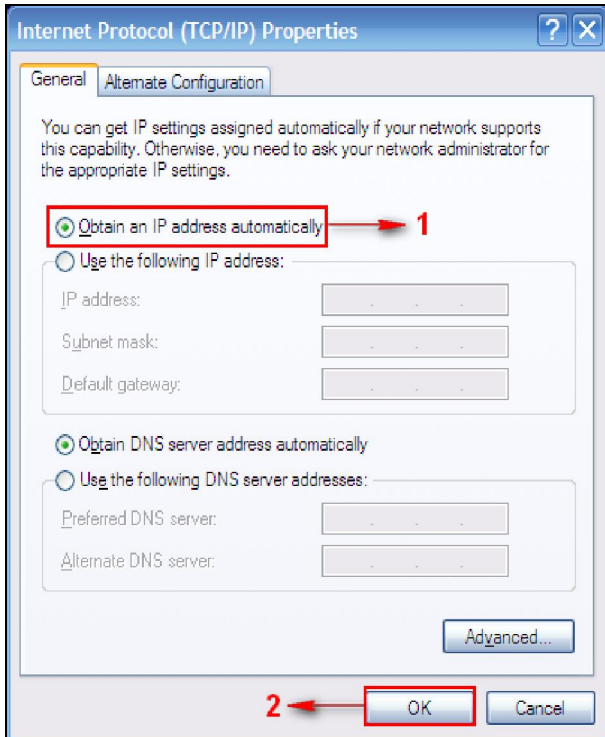 Internet Protocol (TCP/IP) Properties
General
Alternate Configuration
You can get IP settings assigned automatically if your network supports
this capability. Otherwise, you need to ask your network administrator for
the appropriate IP settings.
Obtain an IP address automatically
1
Use the following IP address:
IP address:
Subnet mask:
Default gateway:
Obtain DNS server address automatically
Use the following DNS server addresses:
Preferred DNS server:
Alternate DNS server:
Advanced...
2
OK
Cancel